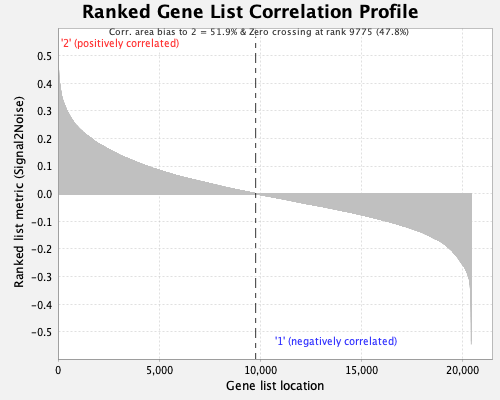 Ranked Gene List Correlation Profile
Corr. area bias to 2 = 51.9% & Zero crossing at rank 9775 (47.8%)
'2' (positively correlated)
0.5
0.4
0.3
0.2
0.1
0.0
-0.1
-0.2
-0.3
-0.4
-0.5
Ranked list metric (Signal2Noise)
'1' (negatively correlated)
0 5,000 10,000 15,000 20,000
Gene list location